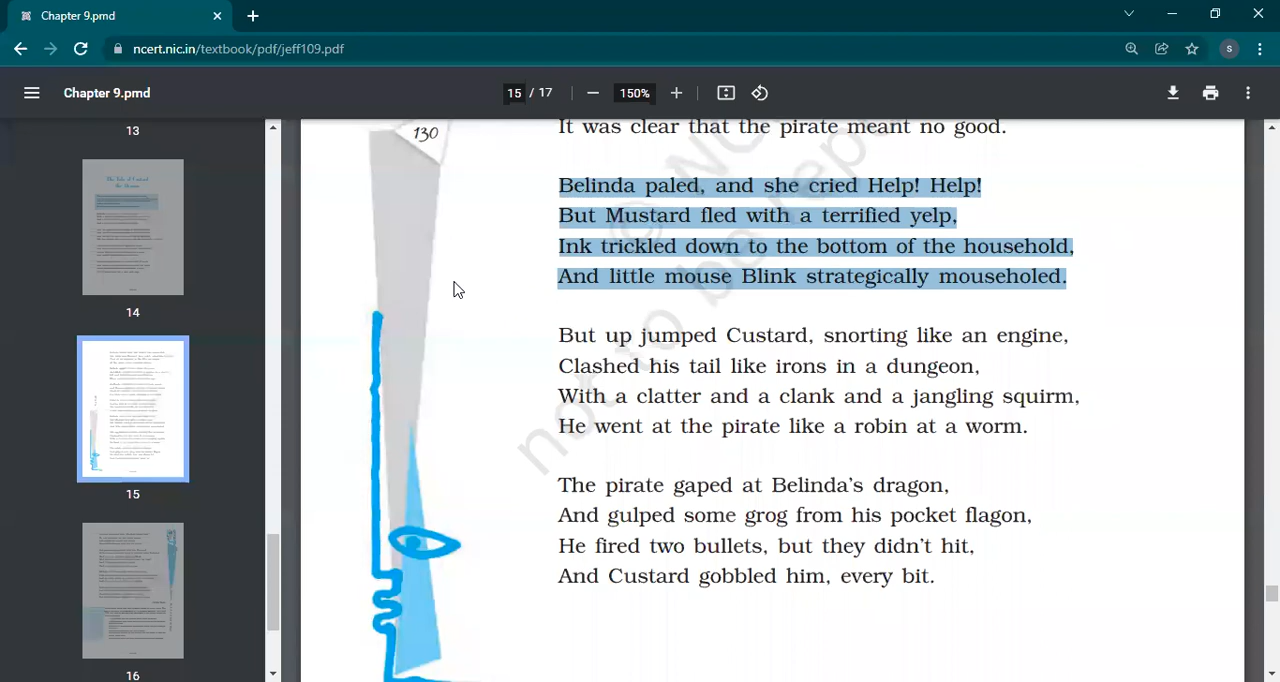 Chapter 9.pmd
ncert.nic.in/textbook/pdf/jeff109.pdf
S
Chapter 9.pmd
15 / 17
150%
13
14
15
16
130
It was clear that the pirate meant no good.
Belinda paled, and she cried Help! Help!
But Mustard fled with a terrified yelp,
Ink trickled down to the bottom of the household,
And little mouse Blink strategically mouseholed.
But up jumped Custard, snorting like an engine,
Clashed his tail like irons in a dungeon,
With a clatter and a clank and a jangling squirm,
He went at the pirate like a robin at a worm.
The pirate gaped at Belinda's dragon,
And gulped some grog from his pocket flagon,
He fired two bullets, but they didn't hit,
And Custard gobbled him, every bit.
© NC
not to be rep